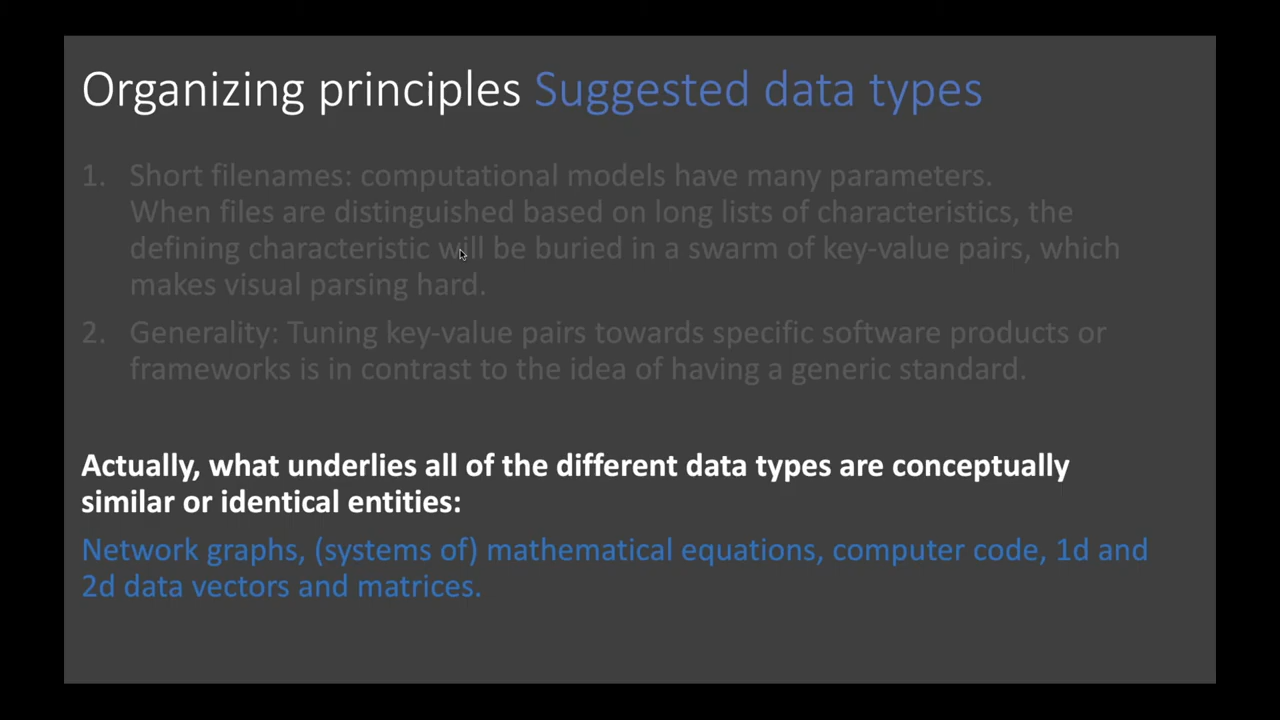 Organizing principles Suggested data types
1. Short filenames: computational models have many parameters.
When files are distinguished based on long lists of characteristics, the
defining characteristic will be buried in a swarm of key-value pairs, which
makes visual parsing hard.
2. Generality: Tuning key-value pairs towards specific software products or
frameworks is in contrast to the idea of having a generic standard.
Actually, what underlies all of the different data types are conceptually
similar or identical entities:
Network graphs, (systems of) mathematical equations, computer code, 1d and
2d data vectors and matrices.